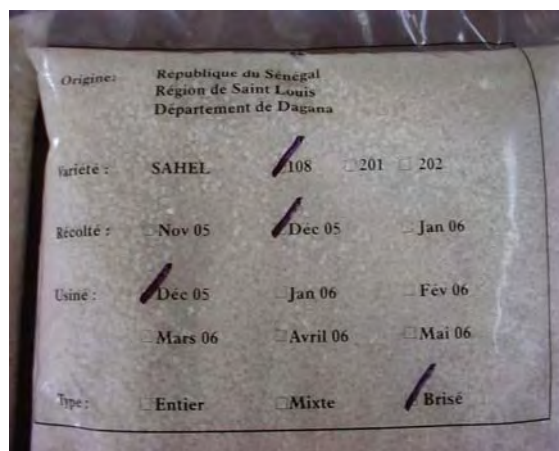 Origine: République du Sénégal
Région de Saint Louis
Département de Dagana
Variété : SAHEL 108 201 202
Récolté : Nov 05 Déc 05 Jan 06
Usiné : Déc 05 Jan 06 Fév 06
Mars 06 Avril 06 Mai 06
Type : Entier Mixte Brisé